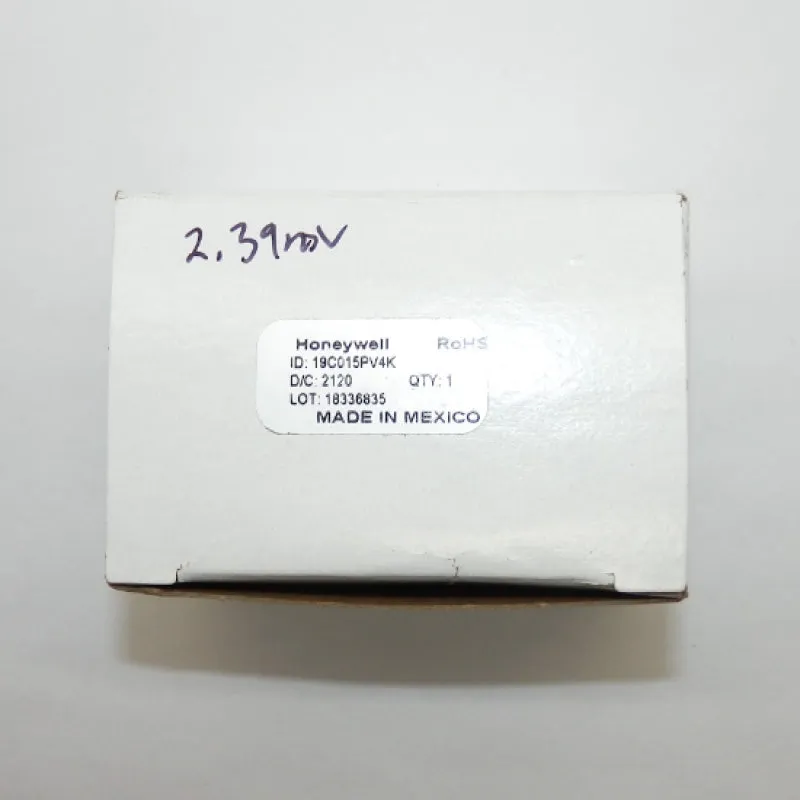 2.39mV
Honeywell RoHS
ID: 19C015PV4K
D/C: 2120 QTY: 1
LOT: 18336835
MADE IN MEXICO